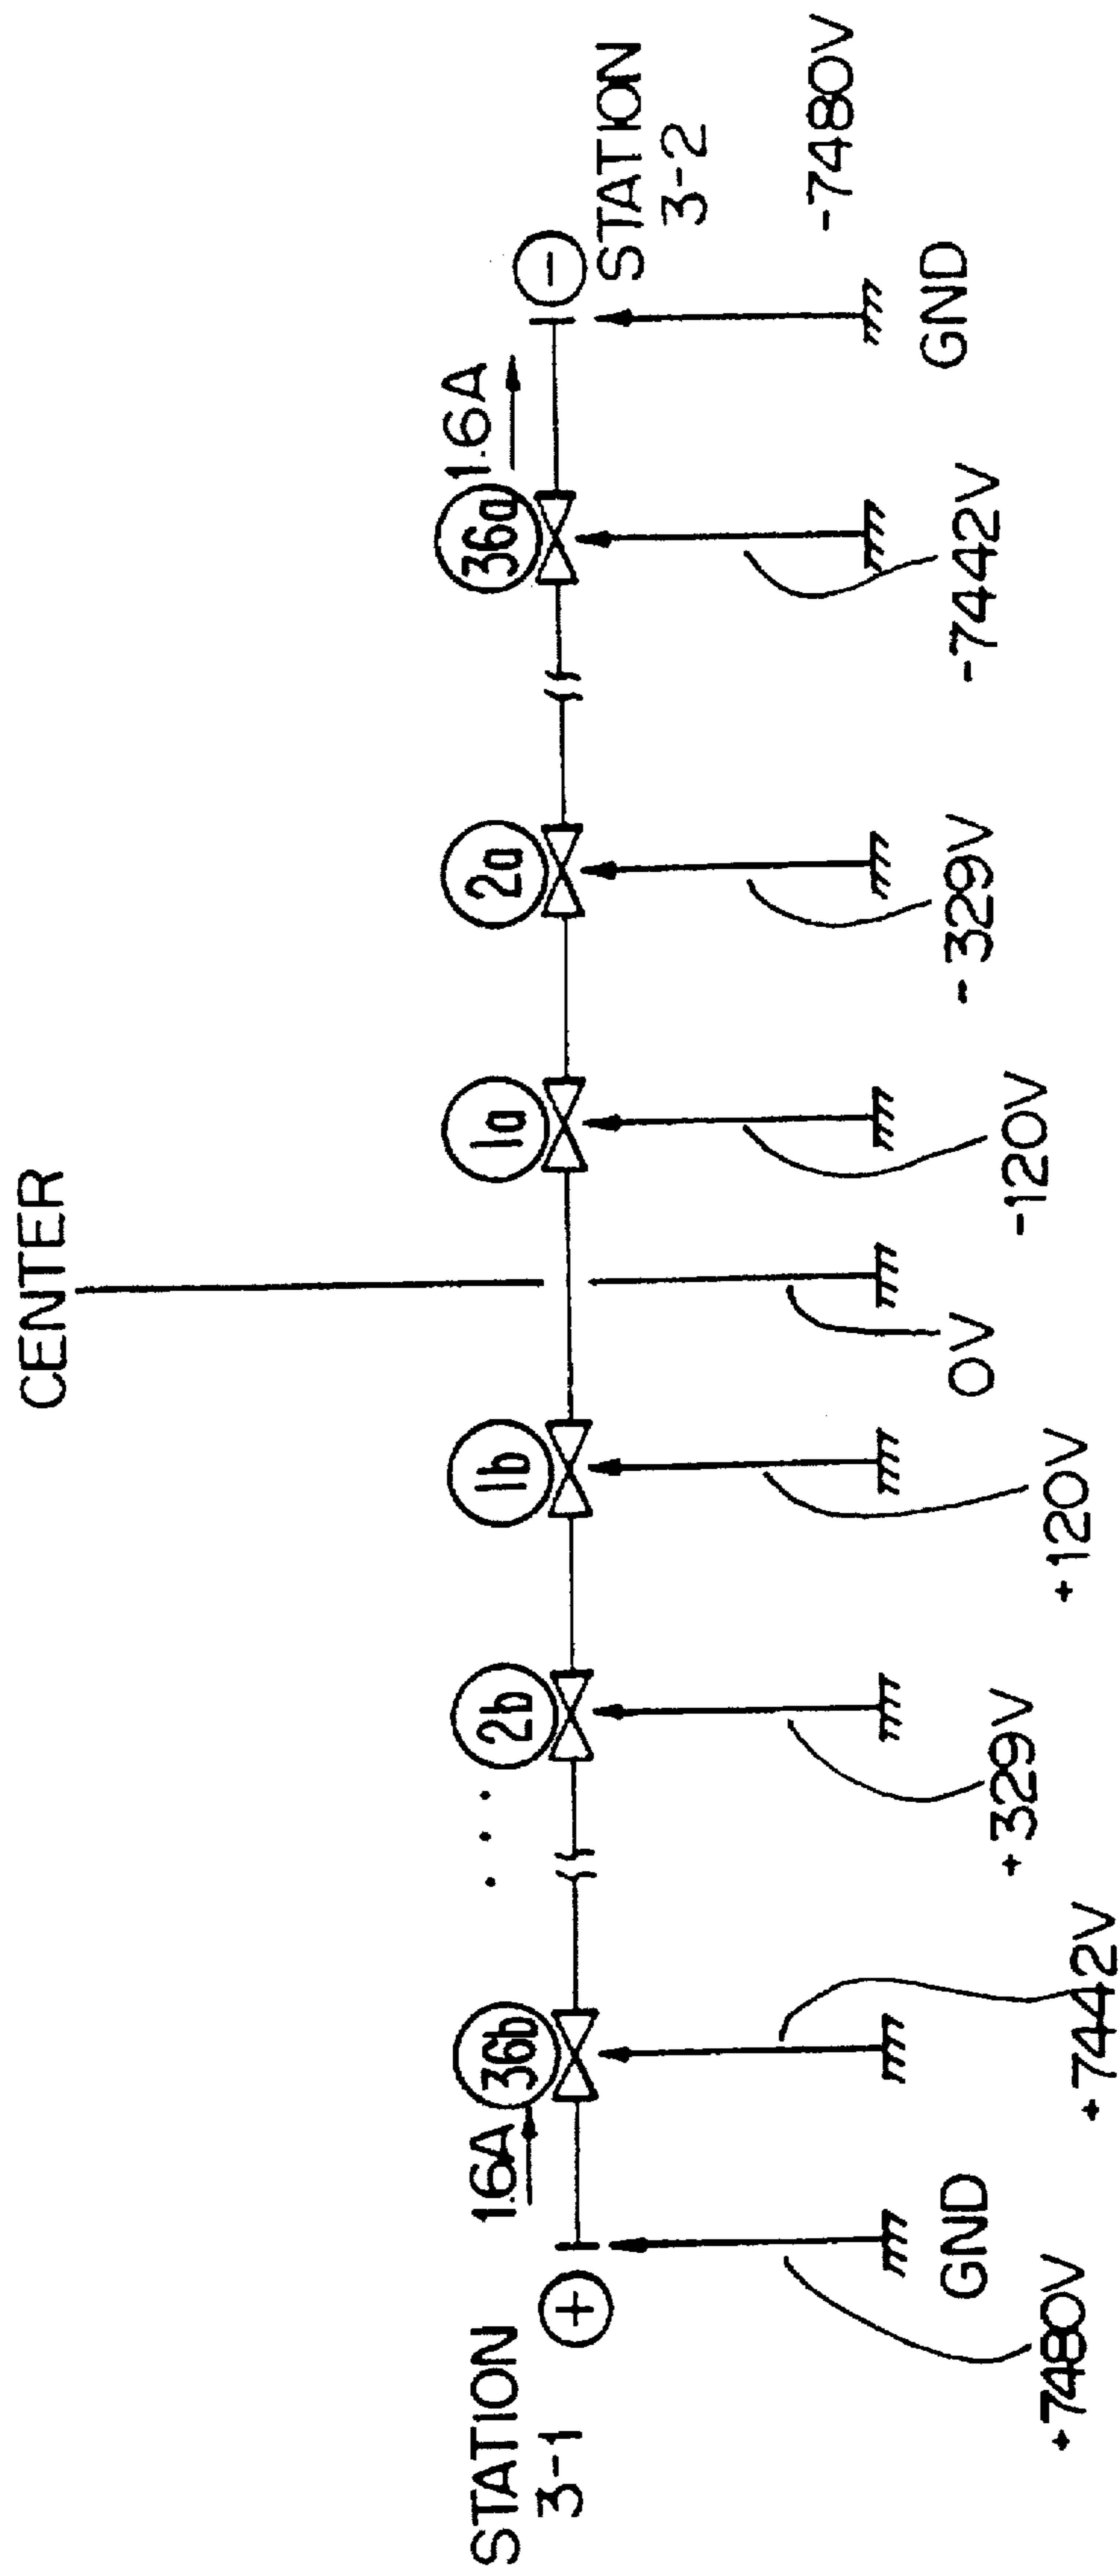 CENTER
STATION
3-1
+
1.6A
36b
. . .
2b
1b
1a
2a
36a
1.6A
-
STATION
3-2
+7480V
GND
+7442V
+329V
+120V
0V
-120V
-329V
-7442V
GND
-7480V